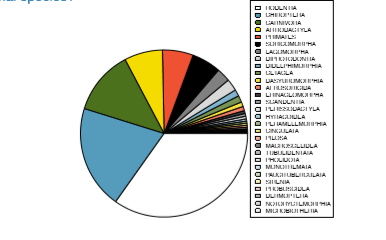 RODENTIA
CHIROPTERA
CARNIVORA
ARTIODACTYLA
PRIMATES
SORICOMORPHA
LAGOMORPHA
DIPROTODONTIA
DIDELPHIMORPHIA
CETACEA
DASYUROMORPHIA
AFROSORICIDA
ERINACEOMORPHA
SCANDENTIA
PERISSODACTYLA
HYRACOIDEA
PERAMELEMORPHIA
CINGULATA
PILOSA
MACROSCELIDEA
TUBULIDENTATA
PHOLIDOTA
MONOTREMATA
PAUCITUBERCULATA
SIRENIA
PROBOSCIDEA
DERMOPTERA
NOTORYCTEMORPHIA
MICROBIOTHERIA